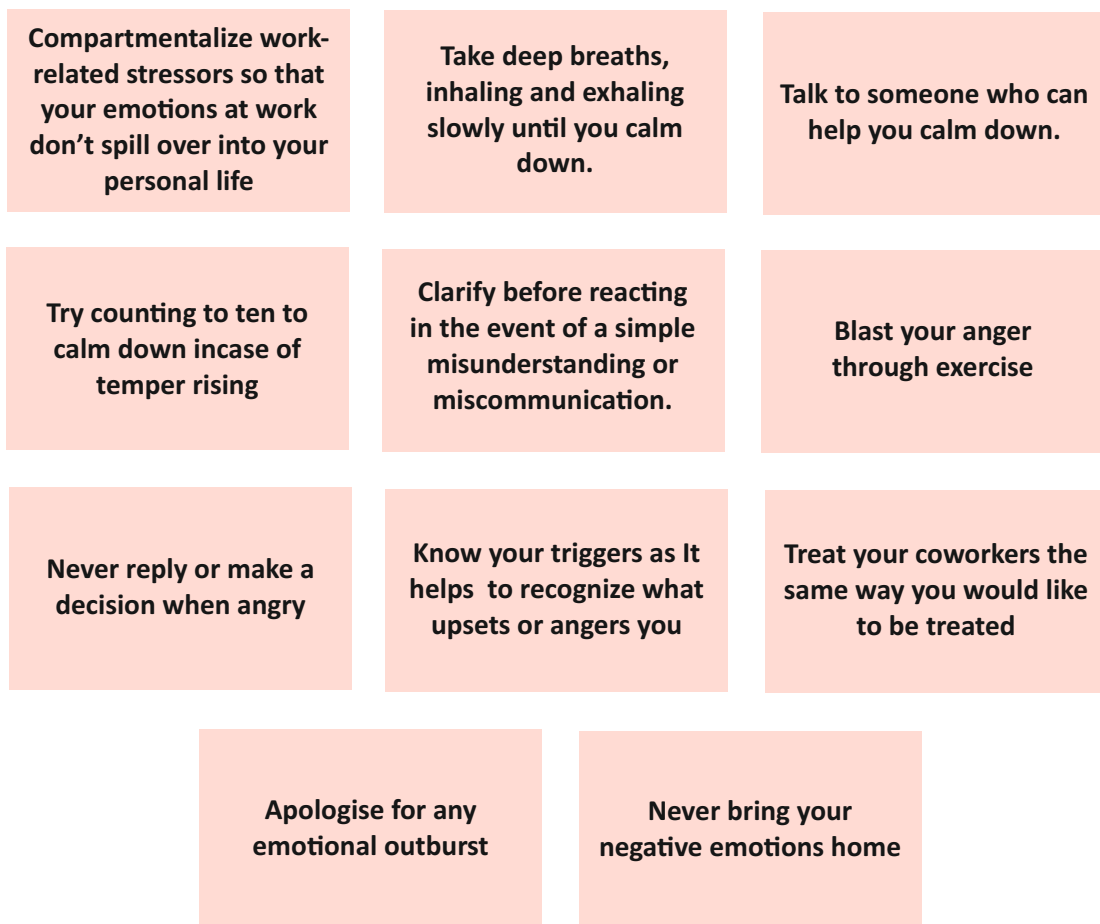 Compartmentalize work-
related stressors so that
your emotions at work
don’t spill over into your
personal life
Take deep breaths,
inhaling and exhaling
slowly until you calm
down.
Talk to someone who can
help you calm down.
Try counting to ten to
calm down incase of
temper rising
Clarify before reacting
in the event of a simple
misunderstanding or
miscommunication.
Blast your anger
through exercise
Never reply or make a
decision when angry
Know your triggers as It
helps  to recognize what
upsets or angers you
Treat your coworkers the
same way you would like
to be treated
Apologise for any
emotional outburst
Never bring your
negative emotions home